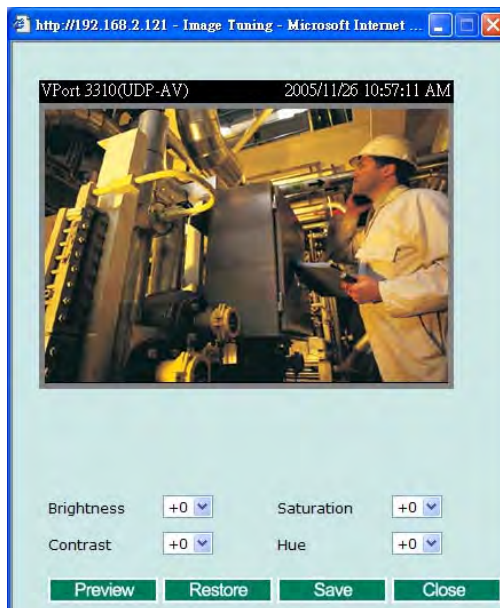 http://192.168.2.121 - Image Tuning - Microsoft Internet ...
VPort 3310(UDP-AV) 2005/11/26 10:57:11 AM
Brightness +0 Saturation +0
Contrast +0 Hue +0
Preview Restore Save Close